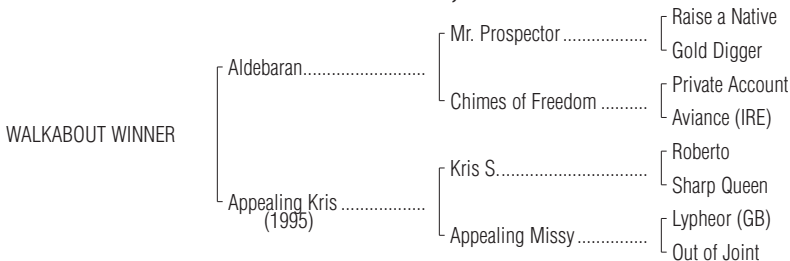 Raise a Native
Mr. Prospector..................
Gold Digger
Aldebaran..........................
Private Account
Chimes of Freedom ..........
Aviance (IRE)
WALKABOUT WINNER
Roberto
Kris S................................
Sharp Queen
Appealing Kris ..................
(1995)
Lypheor (GB)
Appealing Missy...............
Out of Joint